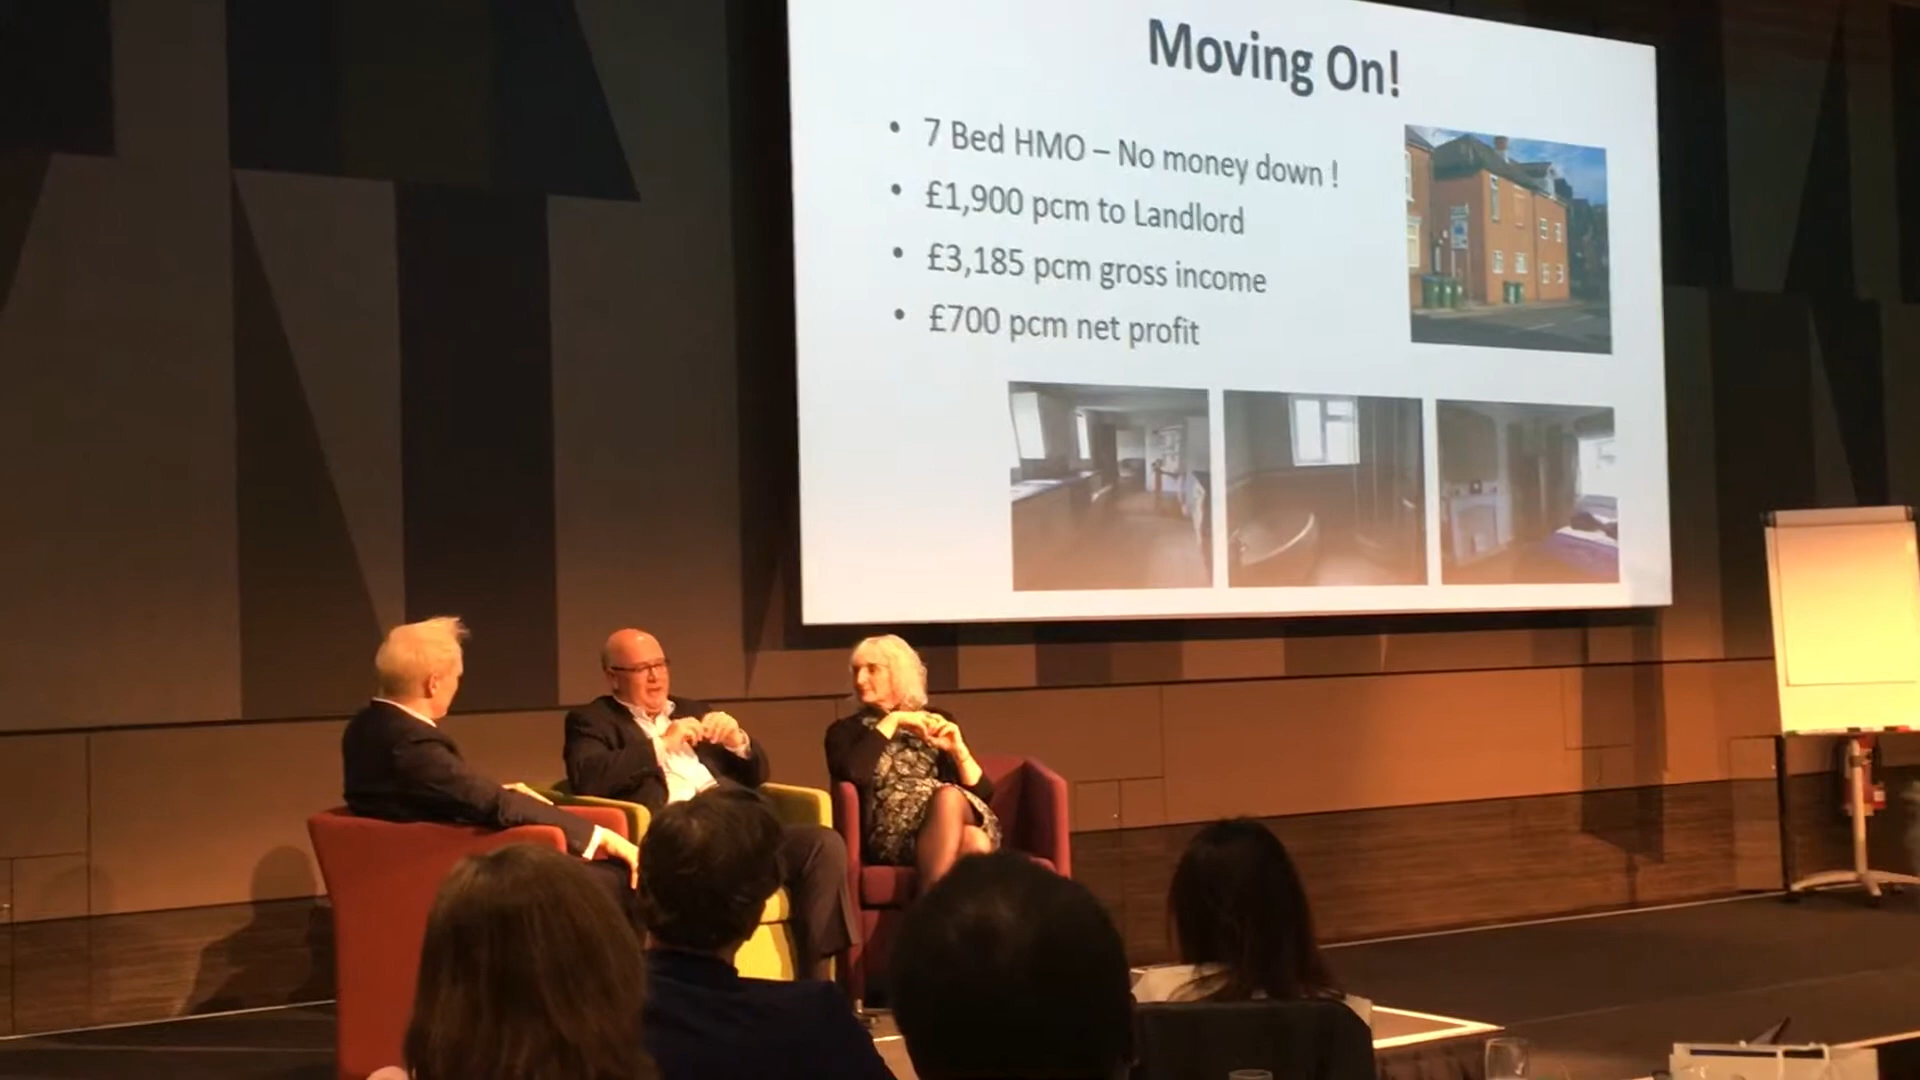 Moving On!
• 7 Bed HMO – No money down !
• £1,900 pcm to Landlord
• £3,185 pcm gross income
• £700 pcm net profit